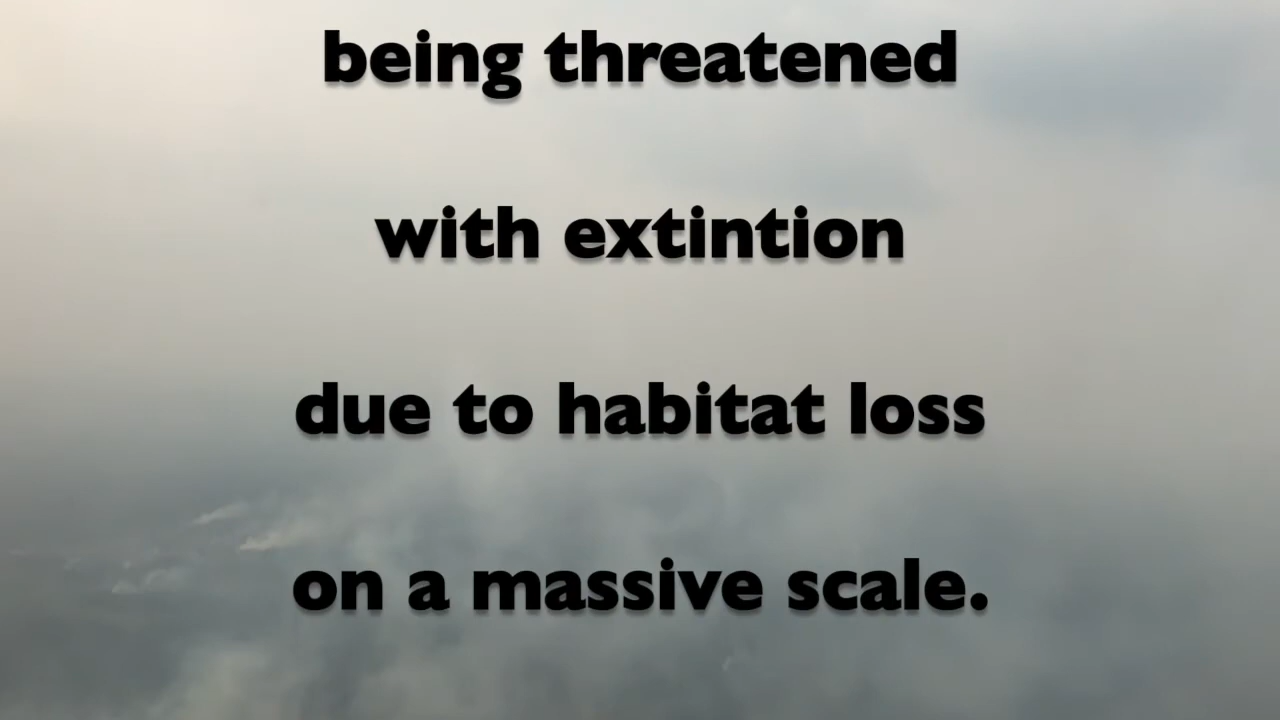 being threatened
with extintion
due to habitat loss
on a massive scale.